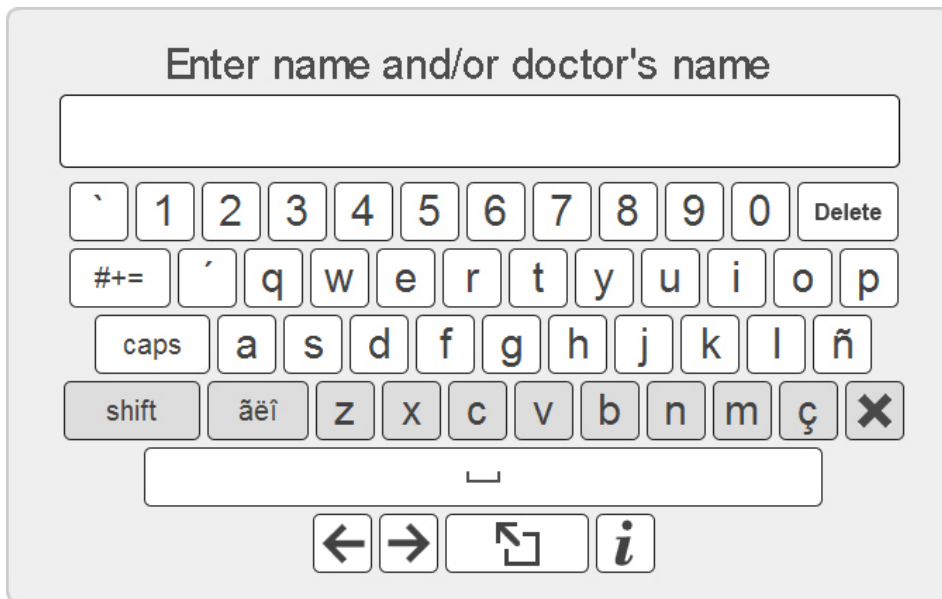 Enter name and/or doctor's name
` 1 2 3 4 5 6 7 8 9 0 Delete
#+= ´ q w e r t y u i o p
caps a s d f g h j k l ñ
shift ãëî z x c v b n m ç
i